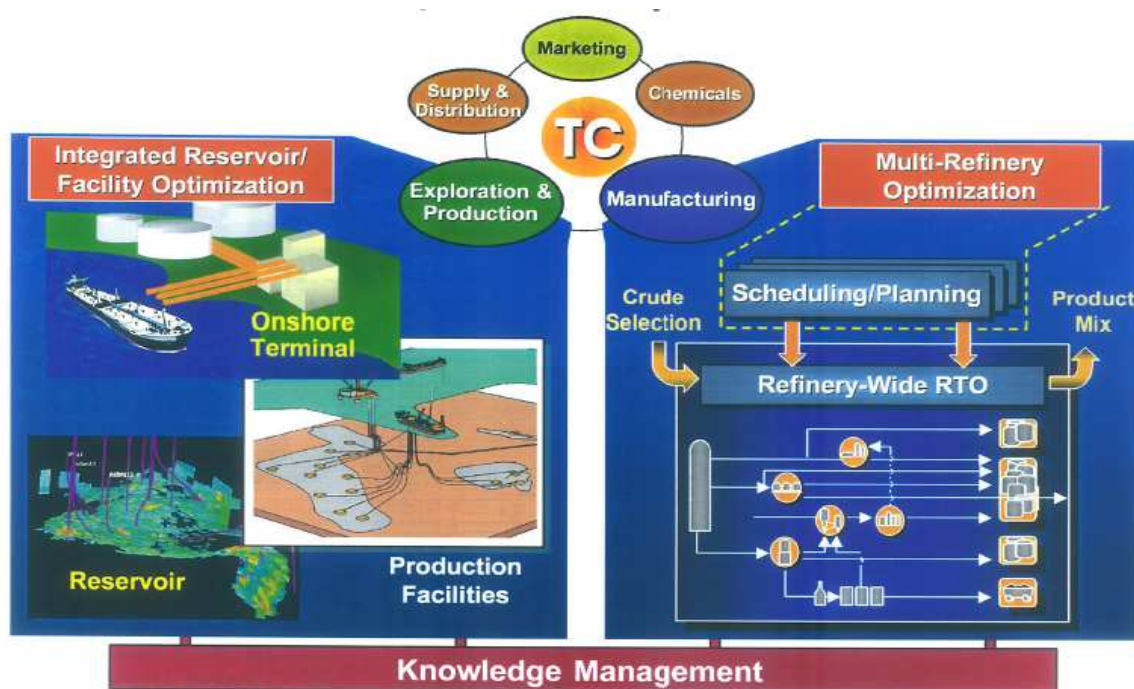 Marketing
Supply &
Distribution
Chemicals
TC
Exploration &
Production
Manufacturing
Integrated Reservoir/
Facility Optimization
Onshore
Terminal
Reservoir
Production
Facilities
Multi-Refinery
Optimization
Scheduling/Planning
Crude
Selection
Product
Mix
Refinery-Wide RTO
Knowledge Management